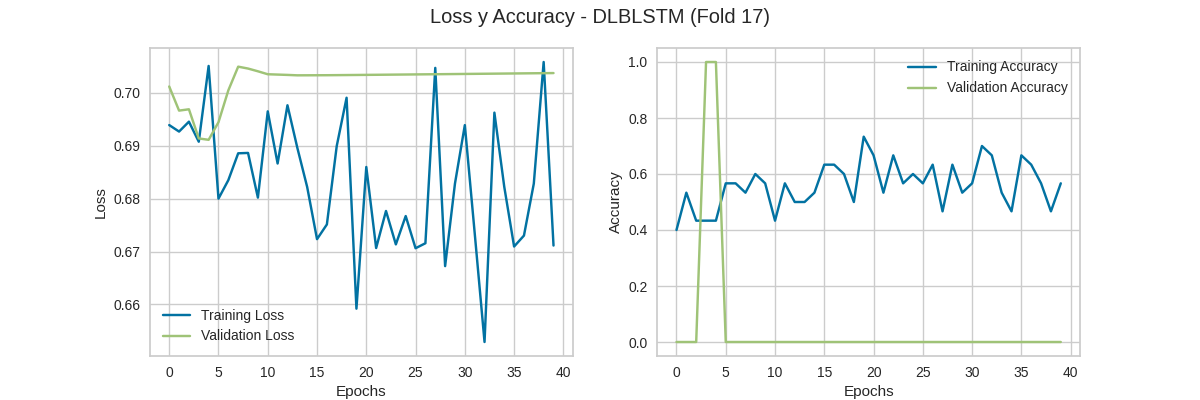 Loss y Accuracy - DLBLSTM (Fold 17)
0.70
0.69
0.68
0.67
0.66
Loss
Training Loss
Validation Loss
0 5 10 15 20 25 30 35 40
Epochs
1.0
0.8
0.6
0.4
0.2
0.0
Accuracy
Training Accuracy
Validation Accuracy
0 5 10 15 20 25 30 35 40
Epochs